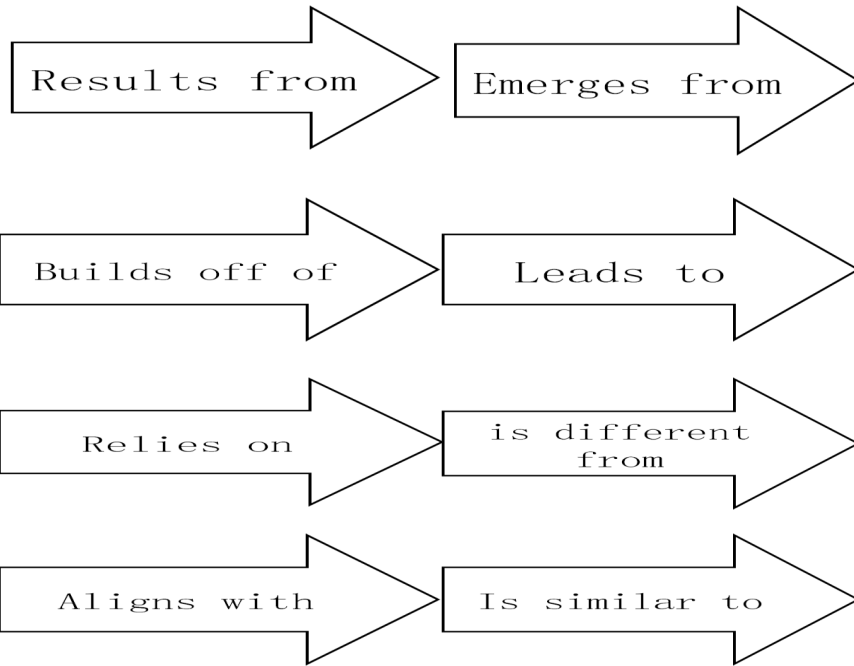 Results from
Emerges from
Builds off of
Leads to
Relies on
is different
from
Aligns with
Is similar to